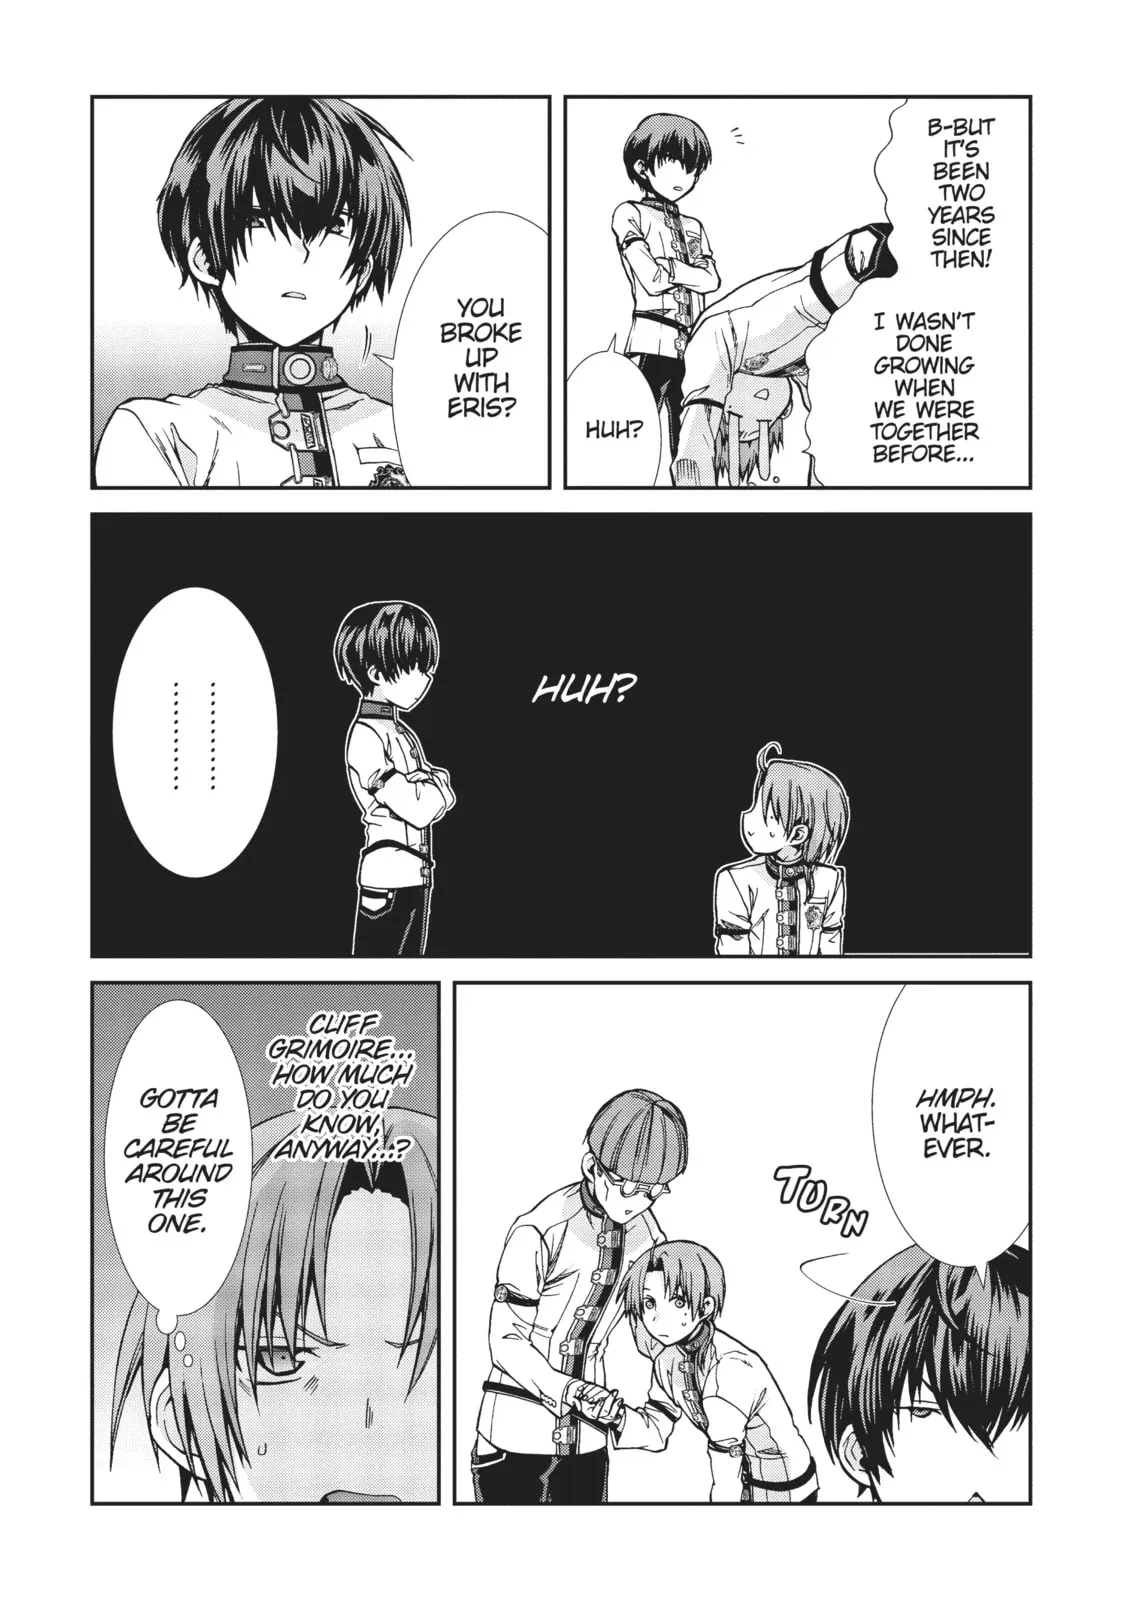 B-BUT
IT'S
BEEN
TWO
YEARS
SINCE
THEN!
I WASN'T
DONE
GROWING
WHEN
WE WERE
TOGETHER
BEFORE...
HUH?
YOU
BROKE
UP
WITH
ERIS?
HUH?
............
............
HMPH.
WHAT-
EVER.
TURN
CLIFF
GRIMOIRE...
HOW MUCH
DO YOU
KNOW,
ANYWAY...?
GOTTA
BE
CAREFUL
AROUND
THIS
ONE.